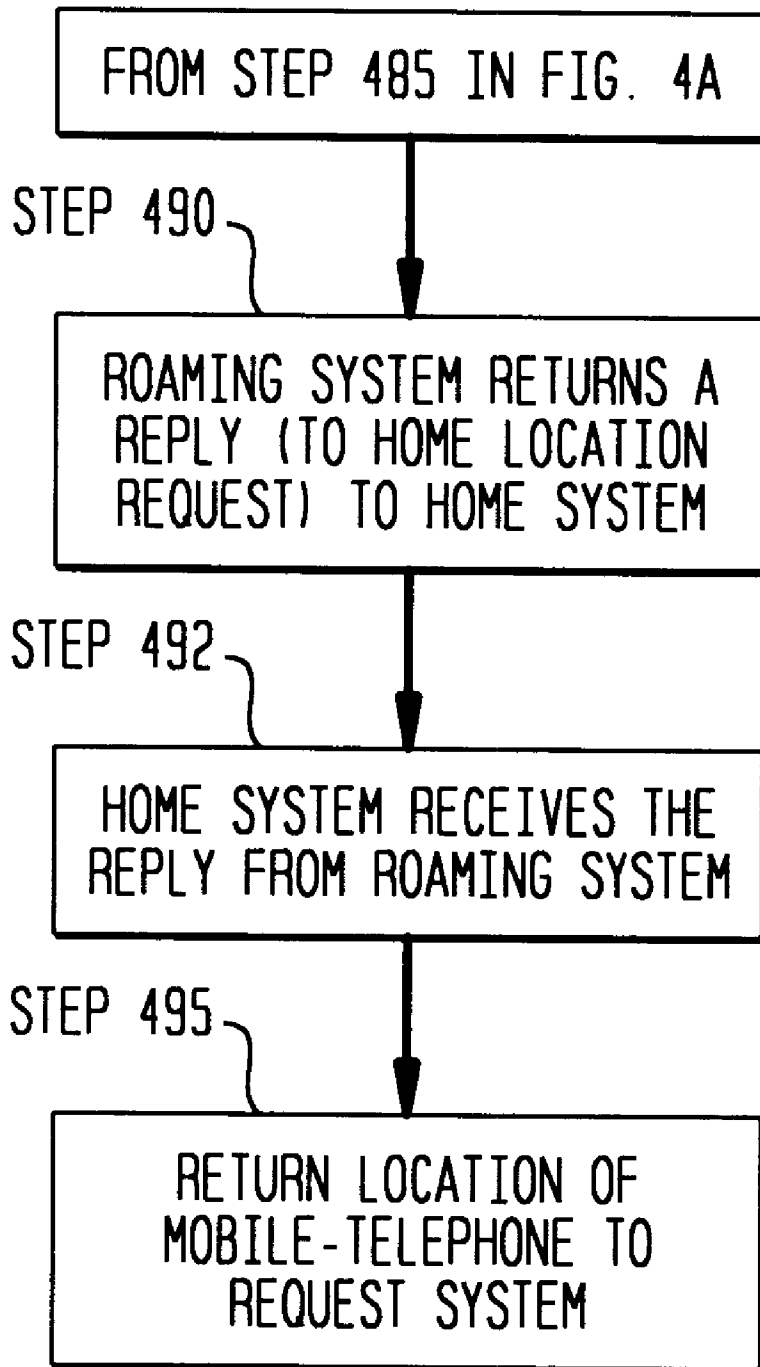 FROM STEP 485 IN FIG. 4A
STEP 490
ROAMING SYSTEM RETURNS A
REPLY (TO HOME LOCATION
REQUEST) TO HOME SYSTEM
STEP 492
HOME SYSTEM RECEIVES THE
REPLY FROM ROAMING SYSTEM
STEP 495
RETURN LOCATION OF
MOBILE-TELEPHONE TO
REQUEST SYSTEM